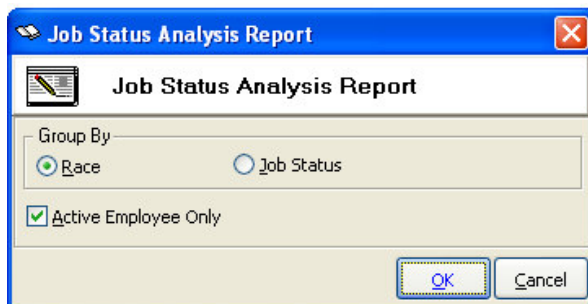 Job Status Analysis Report
Job Status Analysis Report
Group By
Race Job Status
Active Employee Only
OK Cancel